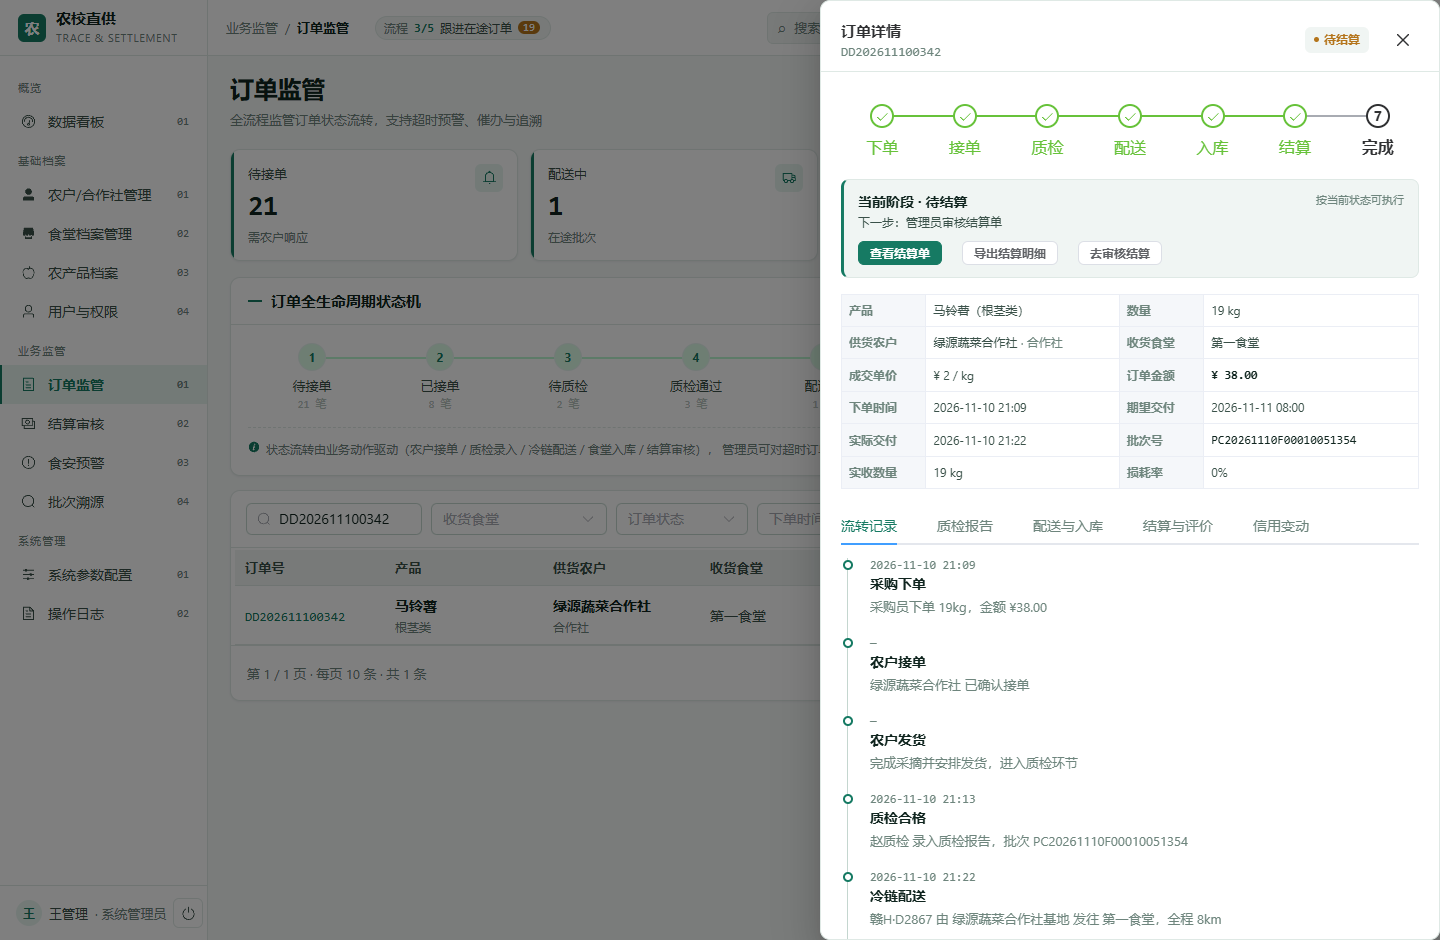 农
农校直供
TRACE & SETTLEMENT
概览
数据看板 01
基础档案
农户/合作社管理 01
食堂档案管理 02
农产品档案 03
用户与权限 04
业务监管
订单监管 01
结算审核 02
食安预警 03
批次溯源 04
系统管理
系统参数配置 01
操作日志 02
王 王管理 · 系统管理员
业务监管 / 订单监管
流程 3/5 跟进在途订单 19
搜索
订单监管
全流程监管订单状态流转，支持超时预警、催办与追溯
待接单
21
需农户响应
配送中
1
在途批次
订单全生命周期状态机
1 2 3 4
待接单 已接单 待质检 质检通过 配
21 笔 8 笔 2 笔 3 笔 1
状态流转由业务动作驱动（农户接单 / 质检录入 / 冷链配送 / 食堂入库 / 结算审核），管理员可对超时订
DD202611100342 收货食堂 订单状态 下单时间
订单号 产品 供货农户 收货食堂
DD202611100342 马铃薯 绿源蔬菜合作社 第一食堂
根茎类 合作社
第 1 / 1 页 · 每页 10 条 · 共 1 条
订单详情
DD202611100342
待结算
7
下单 接单 质检 配送 入库 结算 完成
当前阶段 · 待结算
按当前状态可执行
下一步：管理员审核结算单
查看结算单 导出结算明细 去审核结算
产品 马铃薯（根茎类） 数量 19 kg
供货农户 绿源蔬菜合作社 · 合作社 收货食堂 第一食堂
成交单价 ¥ 2 / kg 订单金额 ¥ 38.00
下单时间 2026-11-10 21:09 期望交付 2026-11-11 08:00
实际交付 2026-11-10 21:22 批次号 PC20261110F00010051354
实收数量 19 kg 损耗率 0%
流转记录 质检报告 配送与入库 结算与评价 信用变动
2026-11-10 21:09
采购下单
采购员下单 19kg，金额 ¥38.00
—
农户接单
绿源蔬菜合作社 已确认接单
—
农户发货
完成采摘并安排发货，进入质检环节
2026-11-10 21:13
质检合格
赵质检 录入质检报告，批次 PC20261110F00010051354
2026-11-10 21:22
冷链配送
赣H·D2867 由 绿源蔬菜合作社基地 发往 第一食堂，全程 8km